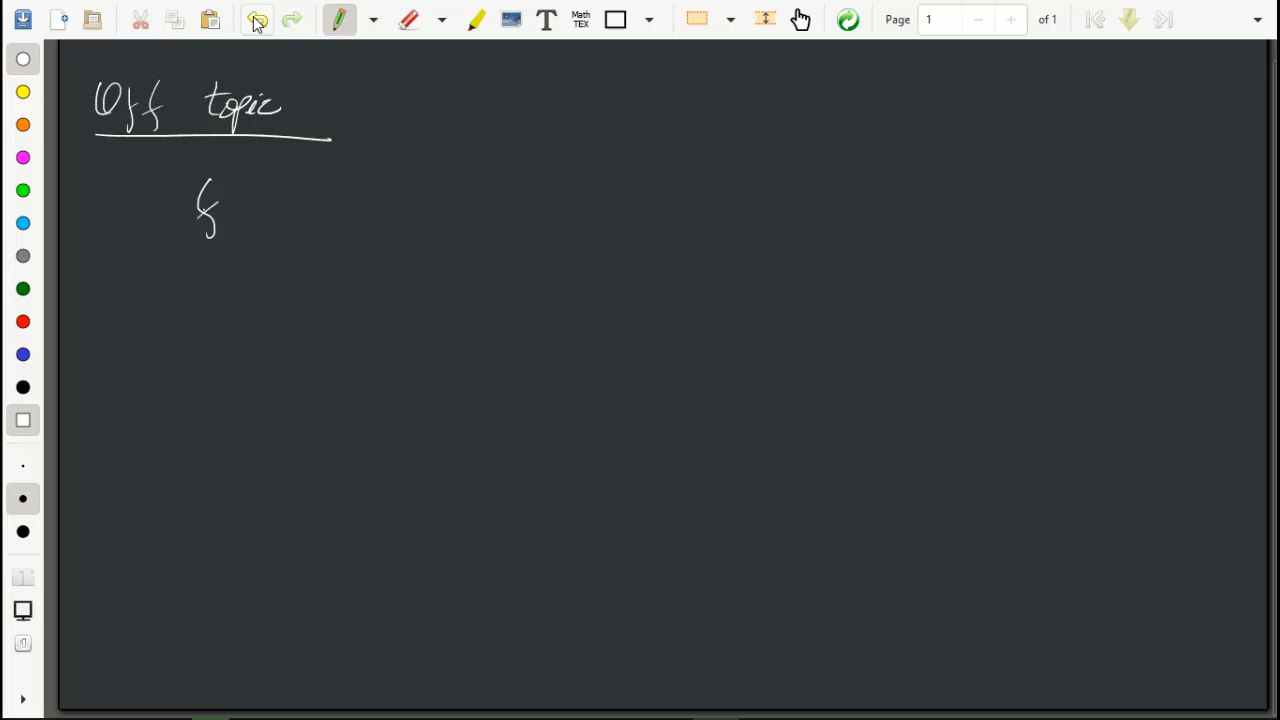 Math
TEX
T
Page 1 of 1
Off topic
f